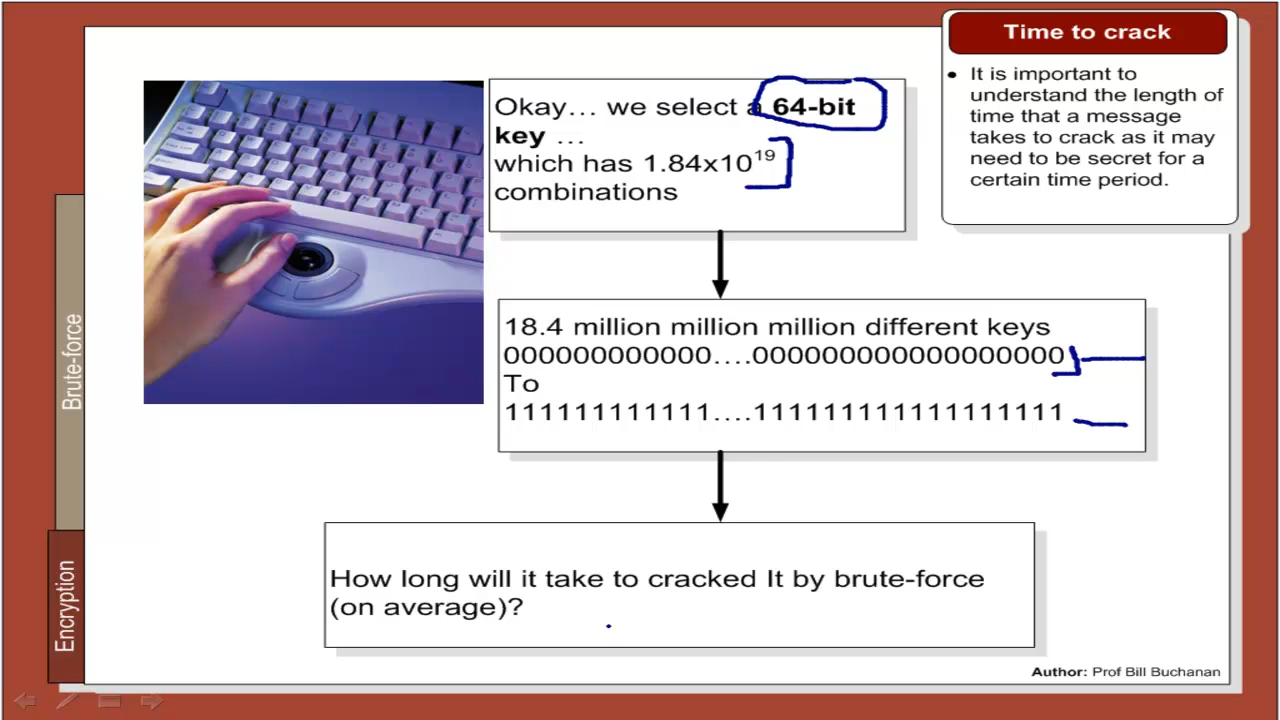 Time to crack
• It is important to
understand the length of
time that a message
takes to crack as it may
need to be secret for a
certain time period.
Okay... we select a 64-bit
key ...
which has 1.84x10¹⁹
combinations
18.4 million million million different keys
000000000000....000000000000000000
To
111111111111....111111111111111111
How long will it take to cracked It by brute-force
(on average)?
Brute-force
Encryption
Author: Prof Bill Buchanan